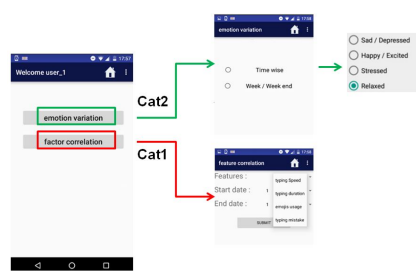 17:57
Welcome user_1
emotion variation
factor correlation
Cat2
Cat1
17:58
emotion variation
Time wise
Week / Week end
Sad / Depressed
Happy / Excited
Stressed
Relaxed
17:58
feature correlation
Features :
Start date : 1
End date : 1
SUBMIT
typing Speed
typing duration
emojis usage
typing mistake